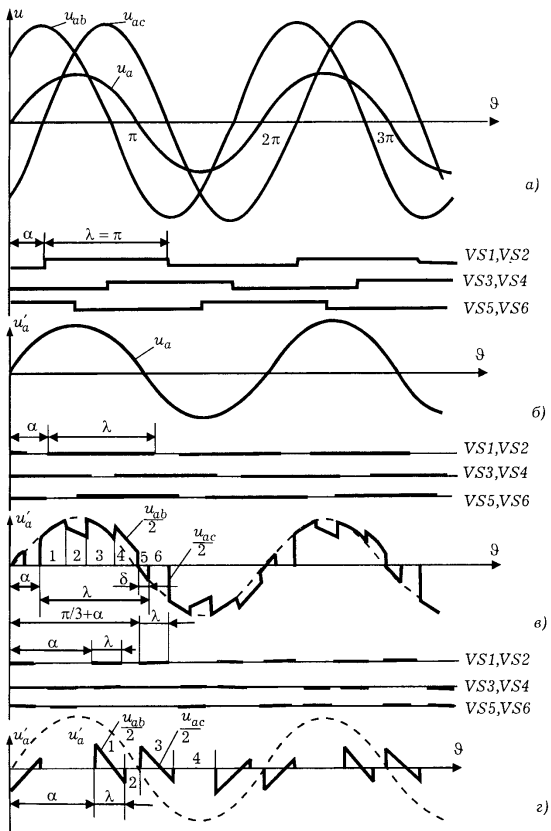 u
u_ab
u_ac
u_a
ϑ
π
2π
3π
а)
α
λ = π
VS1,VS2
VS3,VS4
VS5,VS6
u′_a
u_a
ϑ
б)
α
λ
VS1,VS2
VS3,VS4
VS5,VS6
u′_a
u_ab/2
u_ac/2
ϑ
1 2 3 4 5 6
α
δ
λ
π/3+α
λ
в)
α
λ
VS1,VS2
VS3,VS4
VS5,VS6
u′_a
u′_a
u_ab/2
u_ac/2
ϑ
1 2 3 4
α
λ
г)